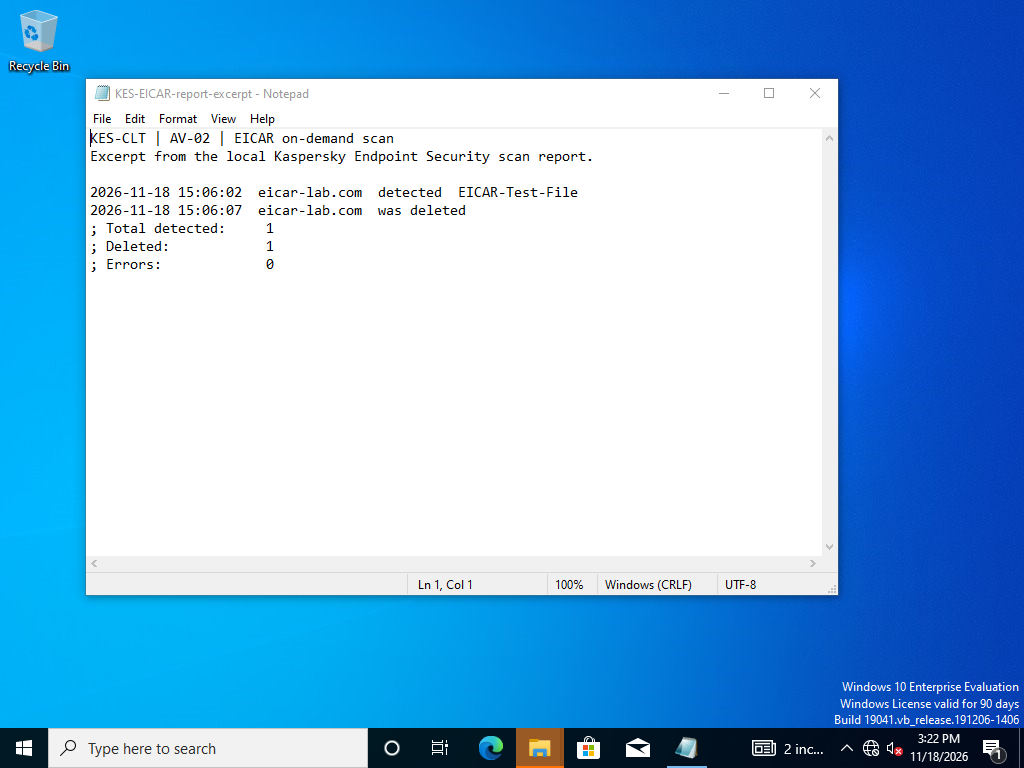 Recycle Bin
KES-EICAR-report-excerpt - Notepad
File Edit Format View Help
KES-CLT | AV-02 | EICAR on-demand scan
Excerpt from the local Kaspersky Endpoint Security scan report.
2026-11-18 15:06:02  eicar-lab.com  detected  EICAR-Test-File
2026-11-18 15:06:07  eicar-lab.com  was deleted
; Total detected:     1
; Deleted:            1
; Errors:             0
Ln 1, Col 1 100% Windows (CRLF) UTF-8
Windows 10 Enterprise Evaluation
Windows License valid for 90 days
Build 19041.vb_release.191206-1406
Type here to search
2 inc...
3:22 PM
11/18/2026
1